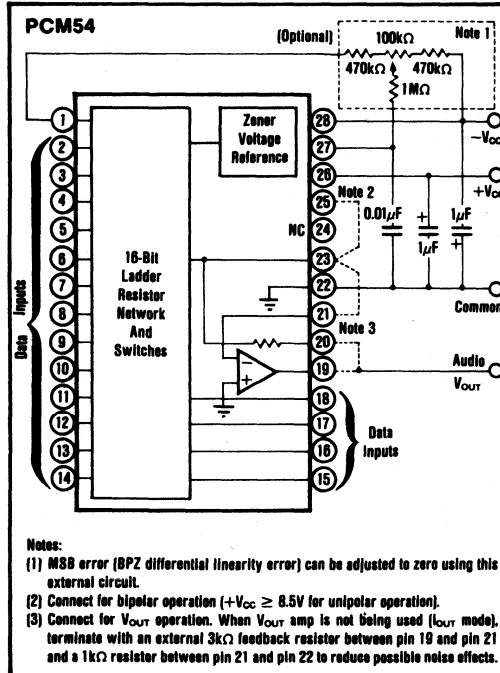 PCM54
Note 1
(Optional)
100kΩ
470kΩ
470kΩ
1MΩ
Zener
Voltage
Reference
16-Bit
Ladder
Resistor
Network
And
Switches
Data
Inputs
1
2
3
4
5
6
7
8
9
10
11
12
13
14
28
27
26
25
24
23
22
21
20
19
18
17
16
15
NC
Note 2
Note 3
0.01µF
+
1µF
1µF
+
−VCC
+VCC
Common
Audio
VOUT
−
+
Data
Inputs
Notes:
(1) MSB error (BPZ differential linearity error) can be adjusted to zero using this
external circuit.
(2) Connect for bipolar operation (+VCC ≥ 8.5V for unipolar operation).
(3) Connect for VOUT operation. When VOUT amp is not being used (IOUT mode),
terminate with an external 3kΩ feedback resistor between pin 19 and pin 21
and a 1kΩ resistor between pin 21 and pin 22 to reduce possible noise effects.